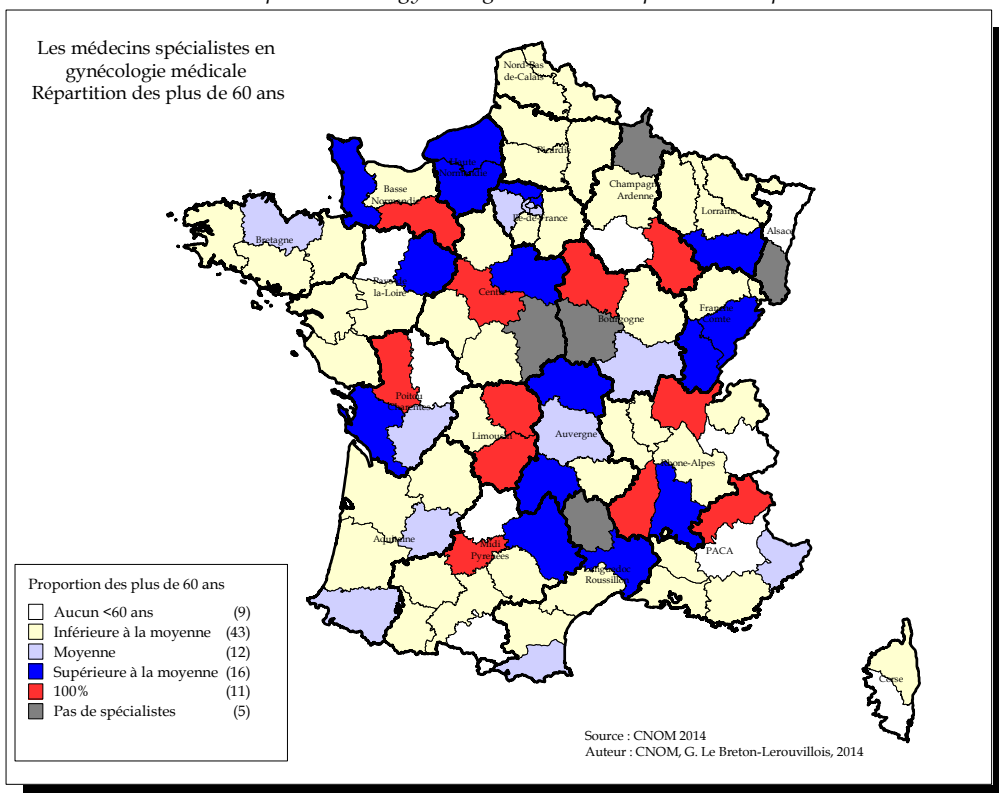 Les médecins spécialistes en
gynécologie médicale
Répartition des plus de 60 ans
Nord-Pas
de-Calais
Picardie
Haute
Normandie
Basse
Normandie
Champagne
Ardenne
Lorraine
Alsace
Ile-de-France
Bretagne
Pays de
la-Loire
Centre
Bourgogne
Franche
Comté
Poitou
Charentes
Limousin
Auvergne
Rhone-Alpes
Aquitaine
Midi
Pyrenées
Languedoc
Roussillon
PACA
Corse
Proportion des plus de 60 ans
Aucun <60 ans (9)
Inférieure à la moyenne (43)
Moyenne (12)
Supérieure à la moyenne (16)
100% (11)
Pas de spécialistes (5)
Source : CNOM 2014
Auteur : CNOM, G. Le Breton-Lerouvillois, 2014